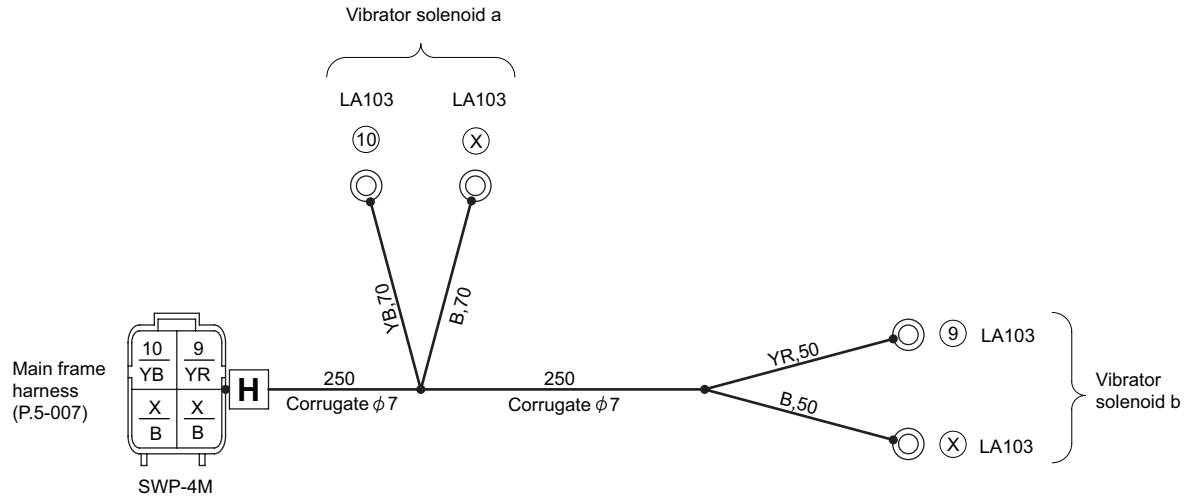 Vibrator solenoid a
LA103 LA103
10 X
YB,70 B,70
Main frame
harness
(P.5-007)
10 9
YB YR
X X
B B
SWP-4M
H
250
Corrugate φ7
250
Corrugate φ7
YR,50
B,50
9 LA103
X LA103
Vibrator
solenoid b